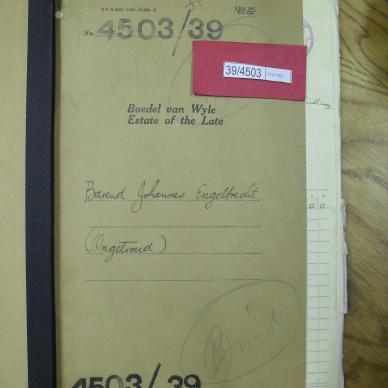 No. 4503/39
39/4503
Boedel van Wyle
Estate of the Late
Barend Johannes Engelbrecht
(Ongetroud)
4503/39